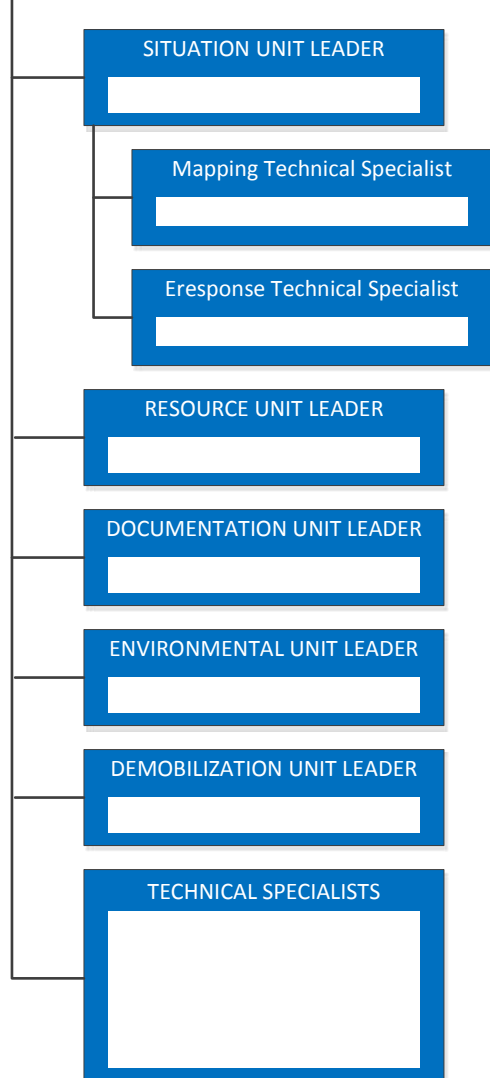 SITUATION UNIT LEADER
Mapping Technical Specialist
Eresponse Technical Specialist
RESOURCE UNIT LEADER
DOCUMENTATION UNIT LEADER
ENVIRONMENTAL UNIT LEADER
DEMOBILIZATION UNIT LEADER
TECHNICAL SPECIALISTS